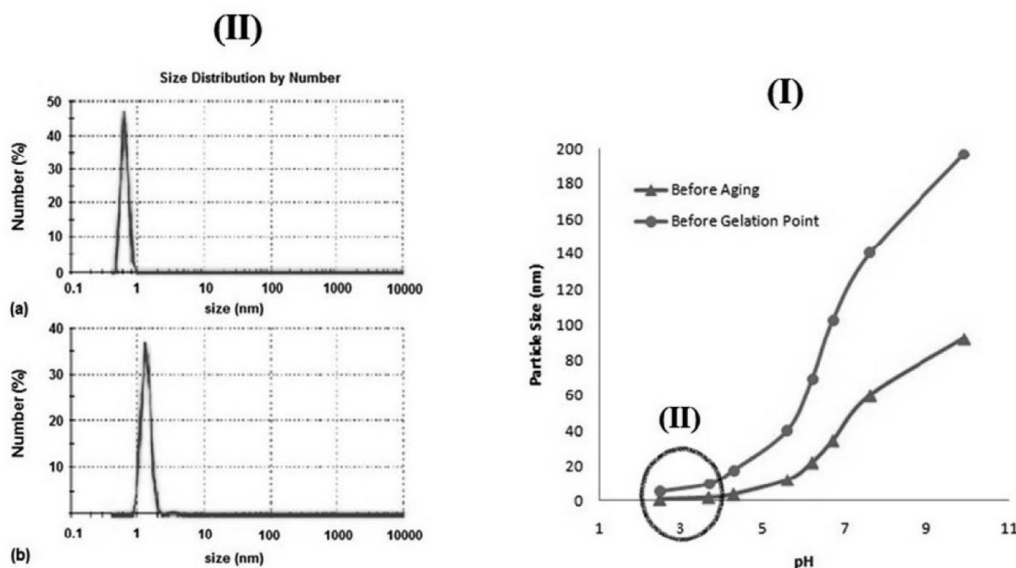 (II)
Size Distribution by Number
Number (%)
50
40
30
20
10
0
0.1 1 10 100 1000 10000
size (nm)
(a)
Number (%)
40
30
20
10
0.1 1 10 100 1000 10000
size (nm)
(b)
(I)
Particle Size (nm)
200
180
160
140
120
100
80
60
40
20
0
Before Aging
Before Gelation Point
(II)
1 3 5 7 9 11
pH